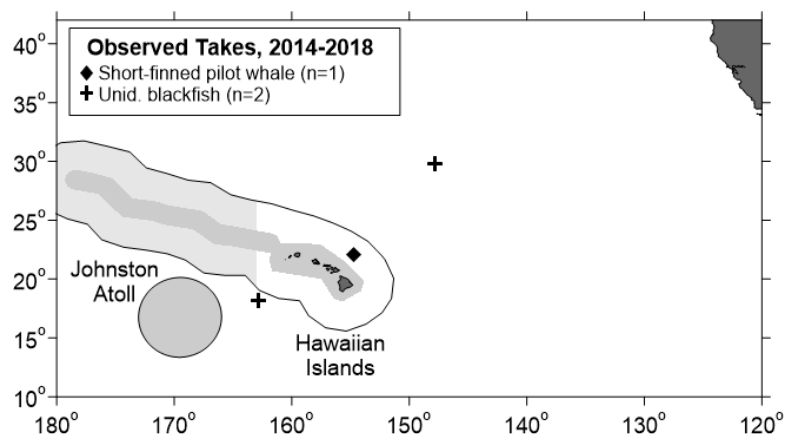 Observed Takes, 2014-2018
Short-finned pilot whale (n=1)
Unid. blackfish (n=2)
40°
35°
30°
25°
20°
15°
10°
Johnston
Atoll
Hawaiian
Islands
180° 170° 160° 150° 140° 130° 120°